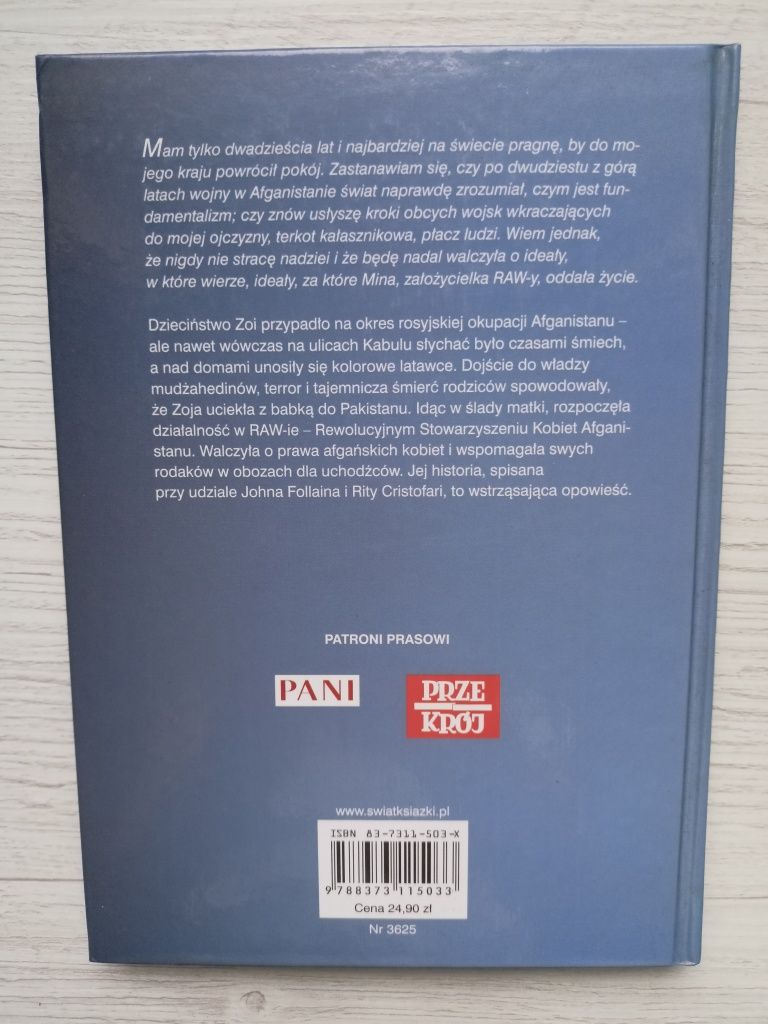 Mam tylko dwadzieścia lat i najbardziej na świecie pragnę, by do mo-
jego kraju powrócił pokój. Zastanawiam się, czy po dwudziestu z górą
latach wojny w Afganistanie świat naprawdę zrozumiał, czym jest fun-
damentalizm; czy znów usłyszę kroki obcych wojsk wkraczających
do mojej ojczyzny, terkot kałasznikowa, płacz ludzi. Wiem jednak,
że nigdy nie stracę nadziei i że będę nadal walczyła o ideały,
w które wierze, ideały, za które Mina, założycielka RAW-y, oddała życie.
Dzieciństwo Zoi przypadło na okres rosyjskiej okupacji Afganistanu –
ale nawet wówczas na ulicach Kabulu słychać było czasami śmiech,
a nad domami unosiły się kolorowe latawce. Dojście do władzy
mudżahedinów, terror i tajemnicza śmierć rodziców spowodowały,
że Zoja uciekła z babką do Pakistanu. Idąc w ślady matki, rozpoczęła
działalność w RAW-ie – Rewolucyjnym Stowarzyszeniu Kobiet Afgani-
stanu. Walczyła o prawa afgańskich kobiet i wspomagała swych
rodaków w obozach dla uchodźców. Jej historia, spisana
przy udziale Johna Follaina i Rity Cristofari, to wstrząsająca opowieść.
PATRONI PRASOWI
PANI
PRZE
KRÓJ
www.swiatksiazki.pl
ISBN 83-7311-503-X
9 788373 115033
Cena 24,90 zł
Nr 3625